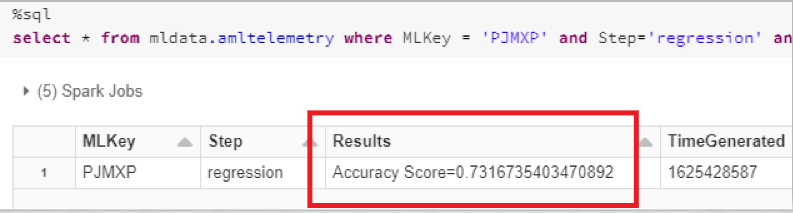 %sql
select * from mldata.amltelemetry where MLKey = 'PJMXP' and Step='regression' an
(5) Spark Jobs
MLKey Step Results TimeGenerated
1 PJMXP regression Accuracy Score=0.7316735403470892 1625428587